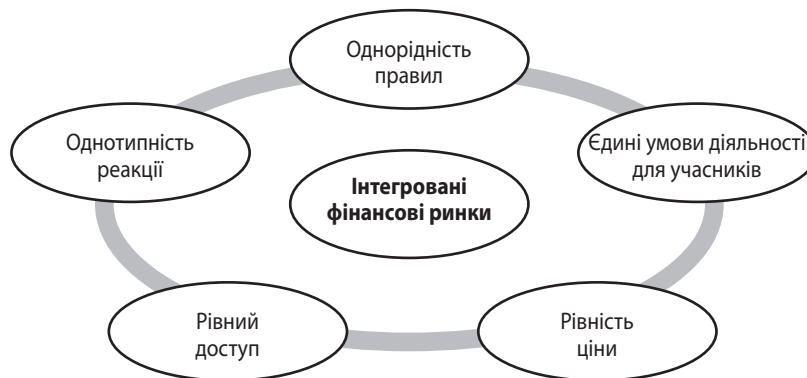 Однорідність
правил
Однотипність
реакції
Єдині умови діяльності
для учасників
Інтегровані
фінансові ринки
Рівний
доступ
Рівність
ціни